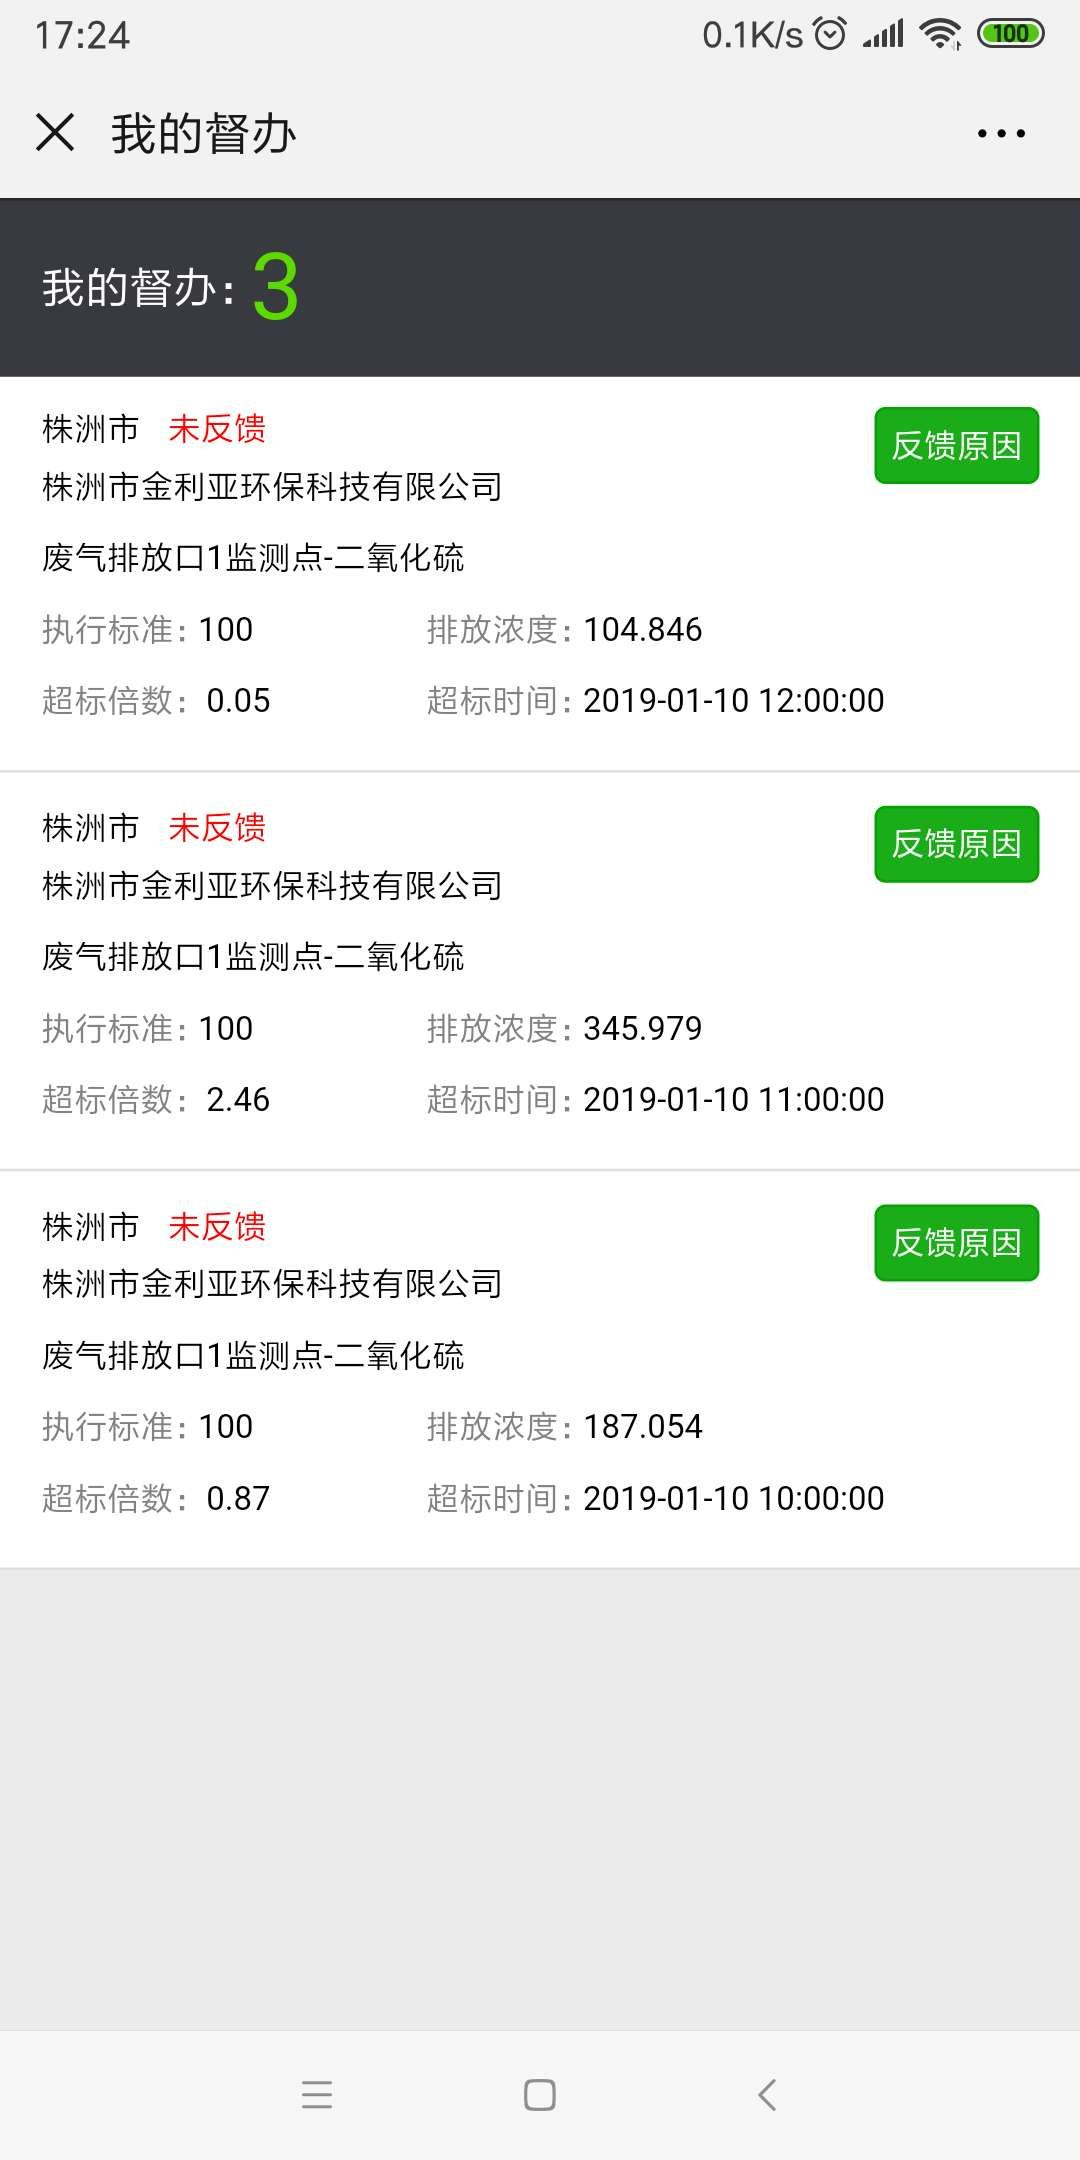 17:24 0.1K/s 100
我的督办
我的督办：3
株洲市 未反馈 反馈原因
株洲市金利亚环保科技有限公司
废气排放口1监测点-二氧化硫
执行标准：100 排放浓度：104.846
超标倍数：0.05 超标时间：2019-01-10 12:00:00
株洲市 未反馈 反馈原因
株洲市金利亚环保科技有限公司
废气排放口1监测点-二氧化硫
执行标准：100 排放浓度：345.979
超标倍数：2.46 超标时间：2019-01-10 11:00:00
株洲市 未反馈 反馈原因
株洲市金利亚环保科技有限公司
废气排放口1监测点-二氧化硫
执行标准：100 排放浓度：187.054
超标倍数：0.87 超标时间：2019-01-10 10:00:00